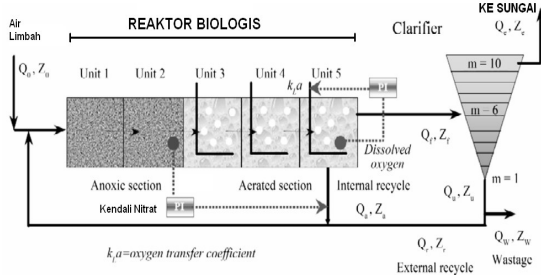 KE SUNGAI
Air
Limbah
REAKTOR BIOLOGIS
Clarifier
Qe, Ze
Qo, Zo
Unit 1 Unit 2 Unit 3 Unit 4 Unit 5
m = 10
kLa
PI
m – 6
Dissolved
oxygen
Qf, Zf
Anoxic section Aerated section Internal recycle
m = 1
Kendali Nitrat
PI
Qa, Za
Qu, Zu
Qw, Zw
kLa=oxygen transfer coefficient
Qr, Zr
Wastage
External recycle